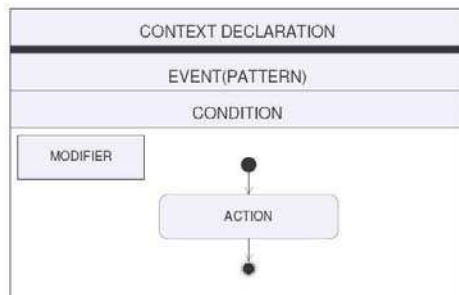 CONTEXT DECLARATION
EVENT(PATTERN)
CONDITION
MODIFIER
ACTION